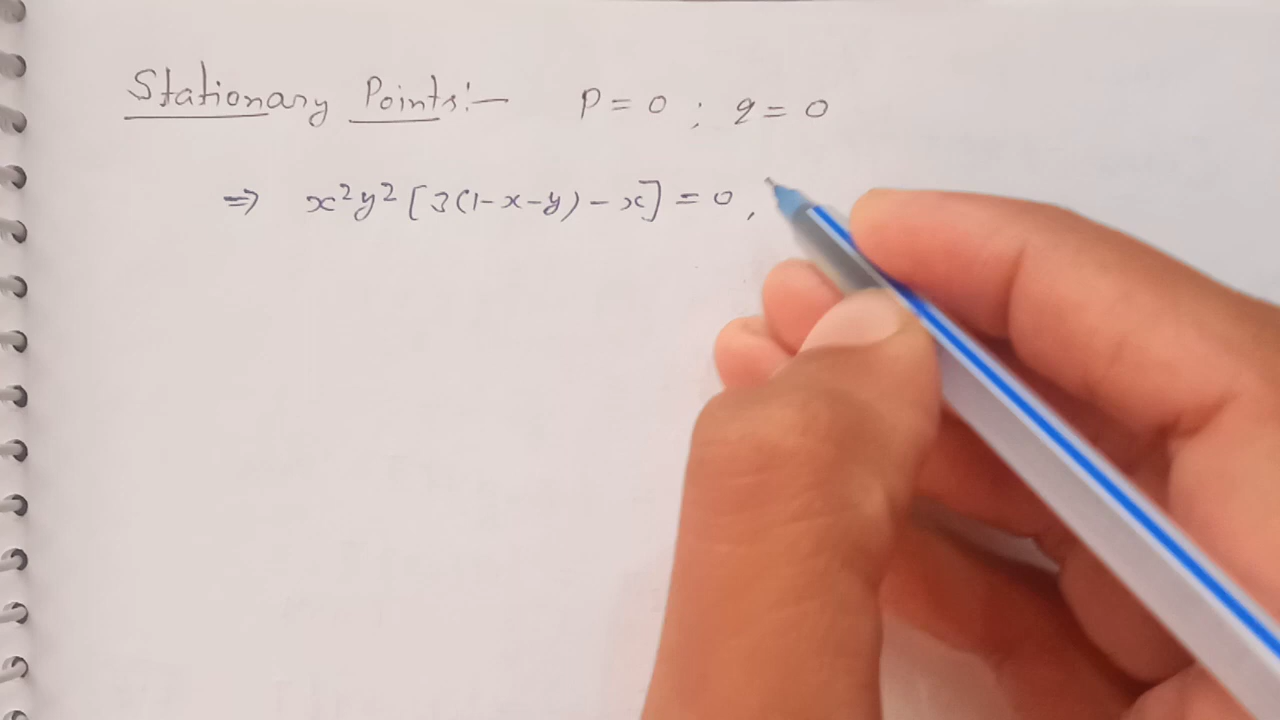 Stationary Points:- P = 0 ; q = 0
⇒ x²y² [3(1-x-y) - x] = 0 ,